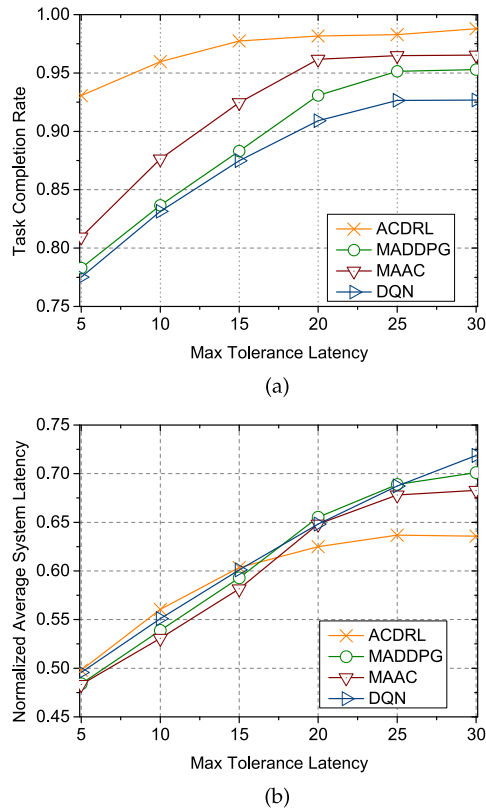 1.00
0.95
0.90
0.85
0.80
0.75
Task Completion Rate
ACDRL
MADDPG
MAAC
DQN
5 10 15 20 25 30
Max Tolerance Latency
(a)
0.75
0.70
0.65
0.60
0.55
0.50
0.45
Normalized Average System Latency
ACDRL
MADDPG
MAAC
DQN
5 10 15 20 25 30
Max Tolerance Latency
(b)